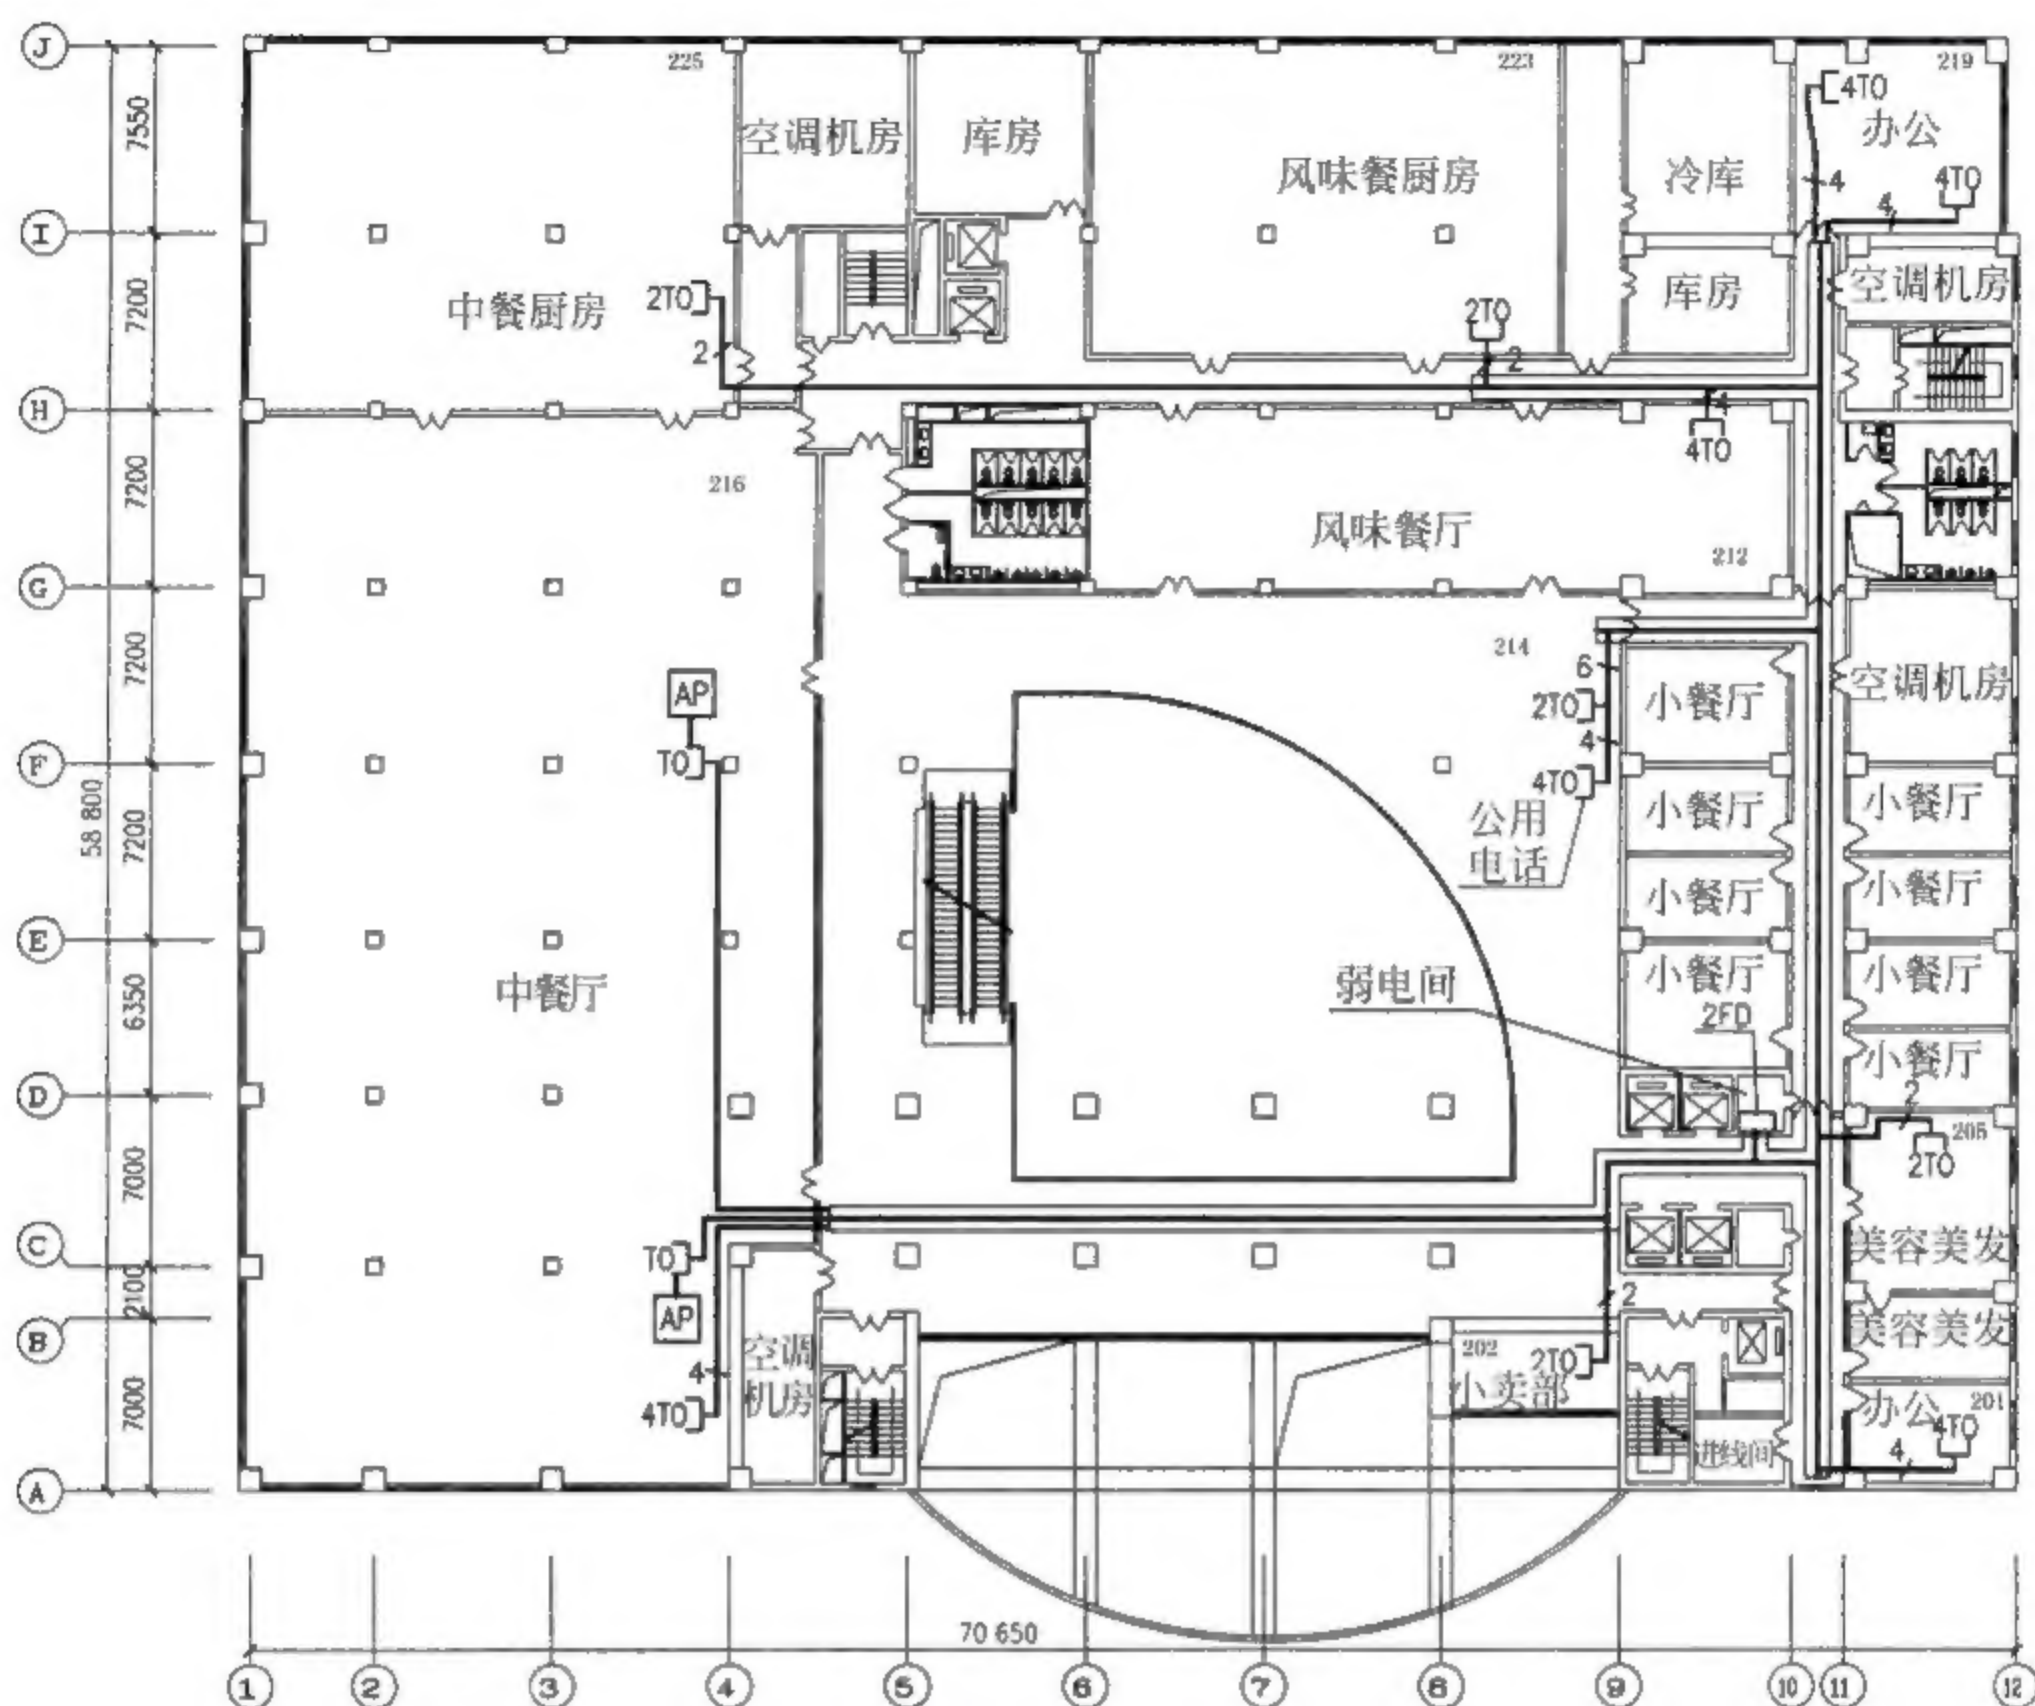 J
225
223
219
4TO
7550
空调机房
库房
风味餐厨房
冷库
办公
4
4TO
4
I
7200
中餐厨房
2TO
2
2TO
2
库房
空调机房
H
4
4TO
7200
216
风味餐厅
212
G
7200
214
AP
TO
6
2TO
4
4TO
公用
电话
小餐厅
空调机房
F
58 800
7200
小餐厅
小餐厅
小餐厅
小餐厅
E
6350
中餐厅
弱电间
2FD
小餐厅
小餐厅
小餐厅
D
2
205
2TO
7000
C
TO
AP
美容美发
2100
2
B
空调
机房
4
4TO
202
2TO
小卖部
美容美发
7000
办公
201
4TO
4
进线间
A
70 650
1
2
3
4
5
6
7
8
9
10
11
12